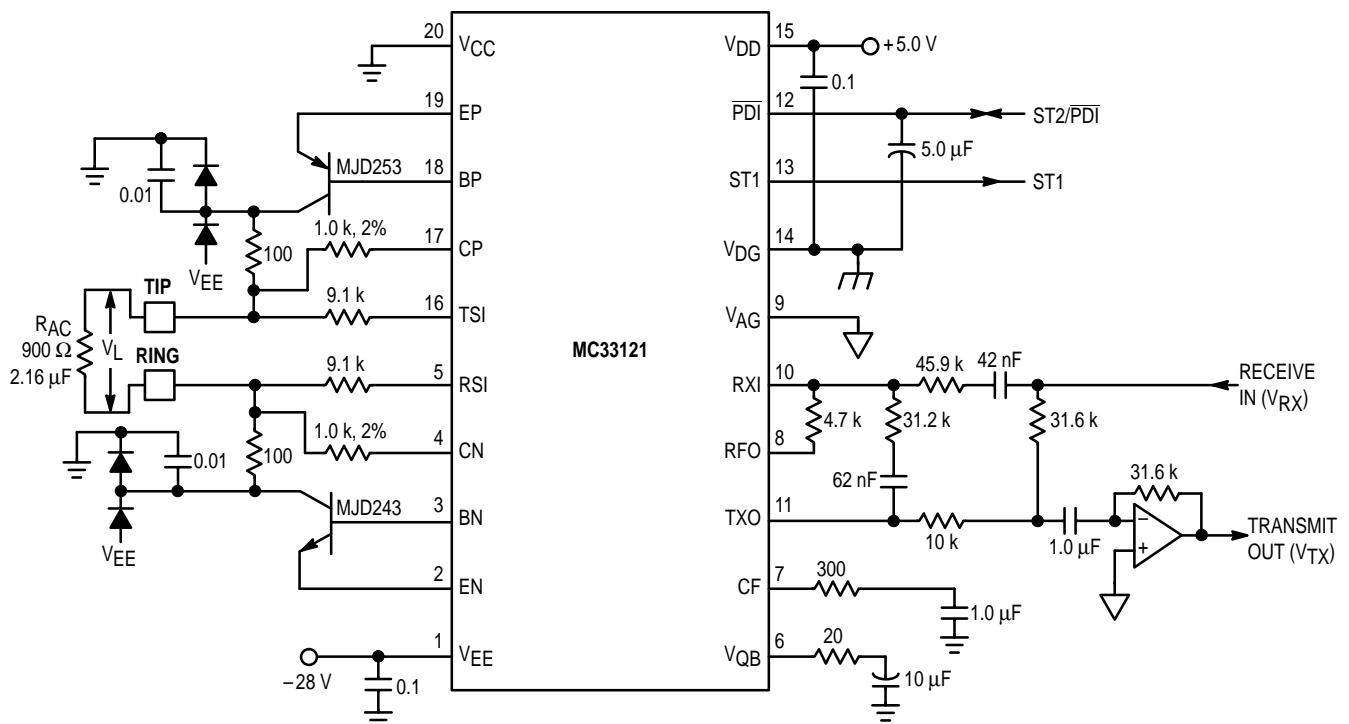 20
VCC
19
EP
MJD253
18
BP
0.01
1.0 k, 2%
17
CP
100
VEE
TIP
9.1 k
16
TSI
RAC
900 Ω
2.16 µF
VL
RING
9.1 k
5
RSI
1.0 k, 2%
4
CN
0.01
100
MJD243
3
BN
VEE
2
EN
1
VEE
–28 V
0.1
MC33121
VDD
15
+5.0 V
0.1
PDI
12
ST2/PDI
5.0 µF
ST1
13
ST1
VDG
14
VAG
9
RXI
10
45.9 k
42 nF
RECEIVE
IN (VRX)
4.7 k
31.2 k
31.6 k
RFO
8
62 nF
31.6 k
TXO
11
10 k
1.0 µF
–
+
TRANSMIT
OUT (VTX)
CF
7
300
1.0 µF
VQB
6
20
10 µF